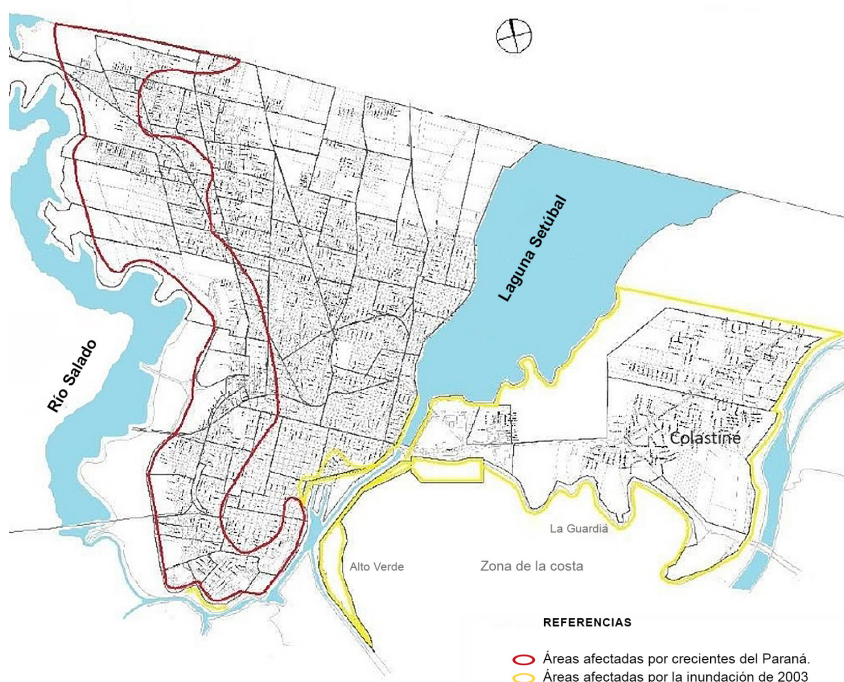 Laguna Setúbal
Río Salado
Colastiné
La Guardia
Alto Verde
Zona de la costa
REFERENCIAS
Áreas afectadas por crecientes del Paraná.
Áreas afectadas por la inundación de 2003